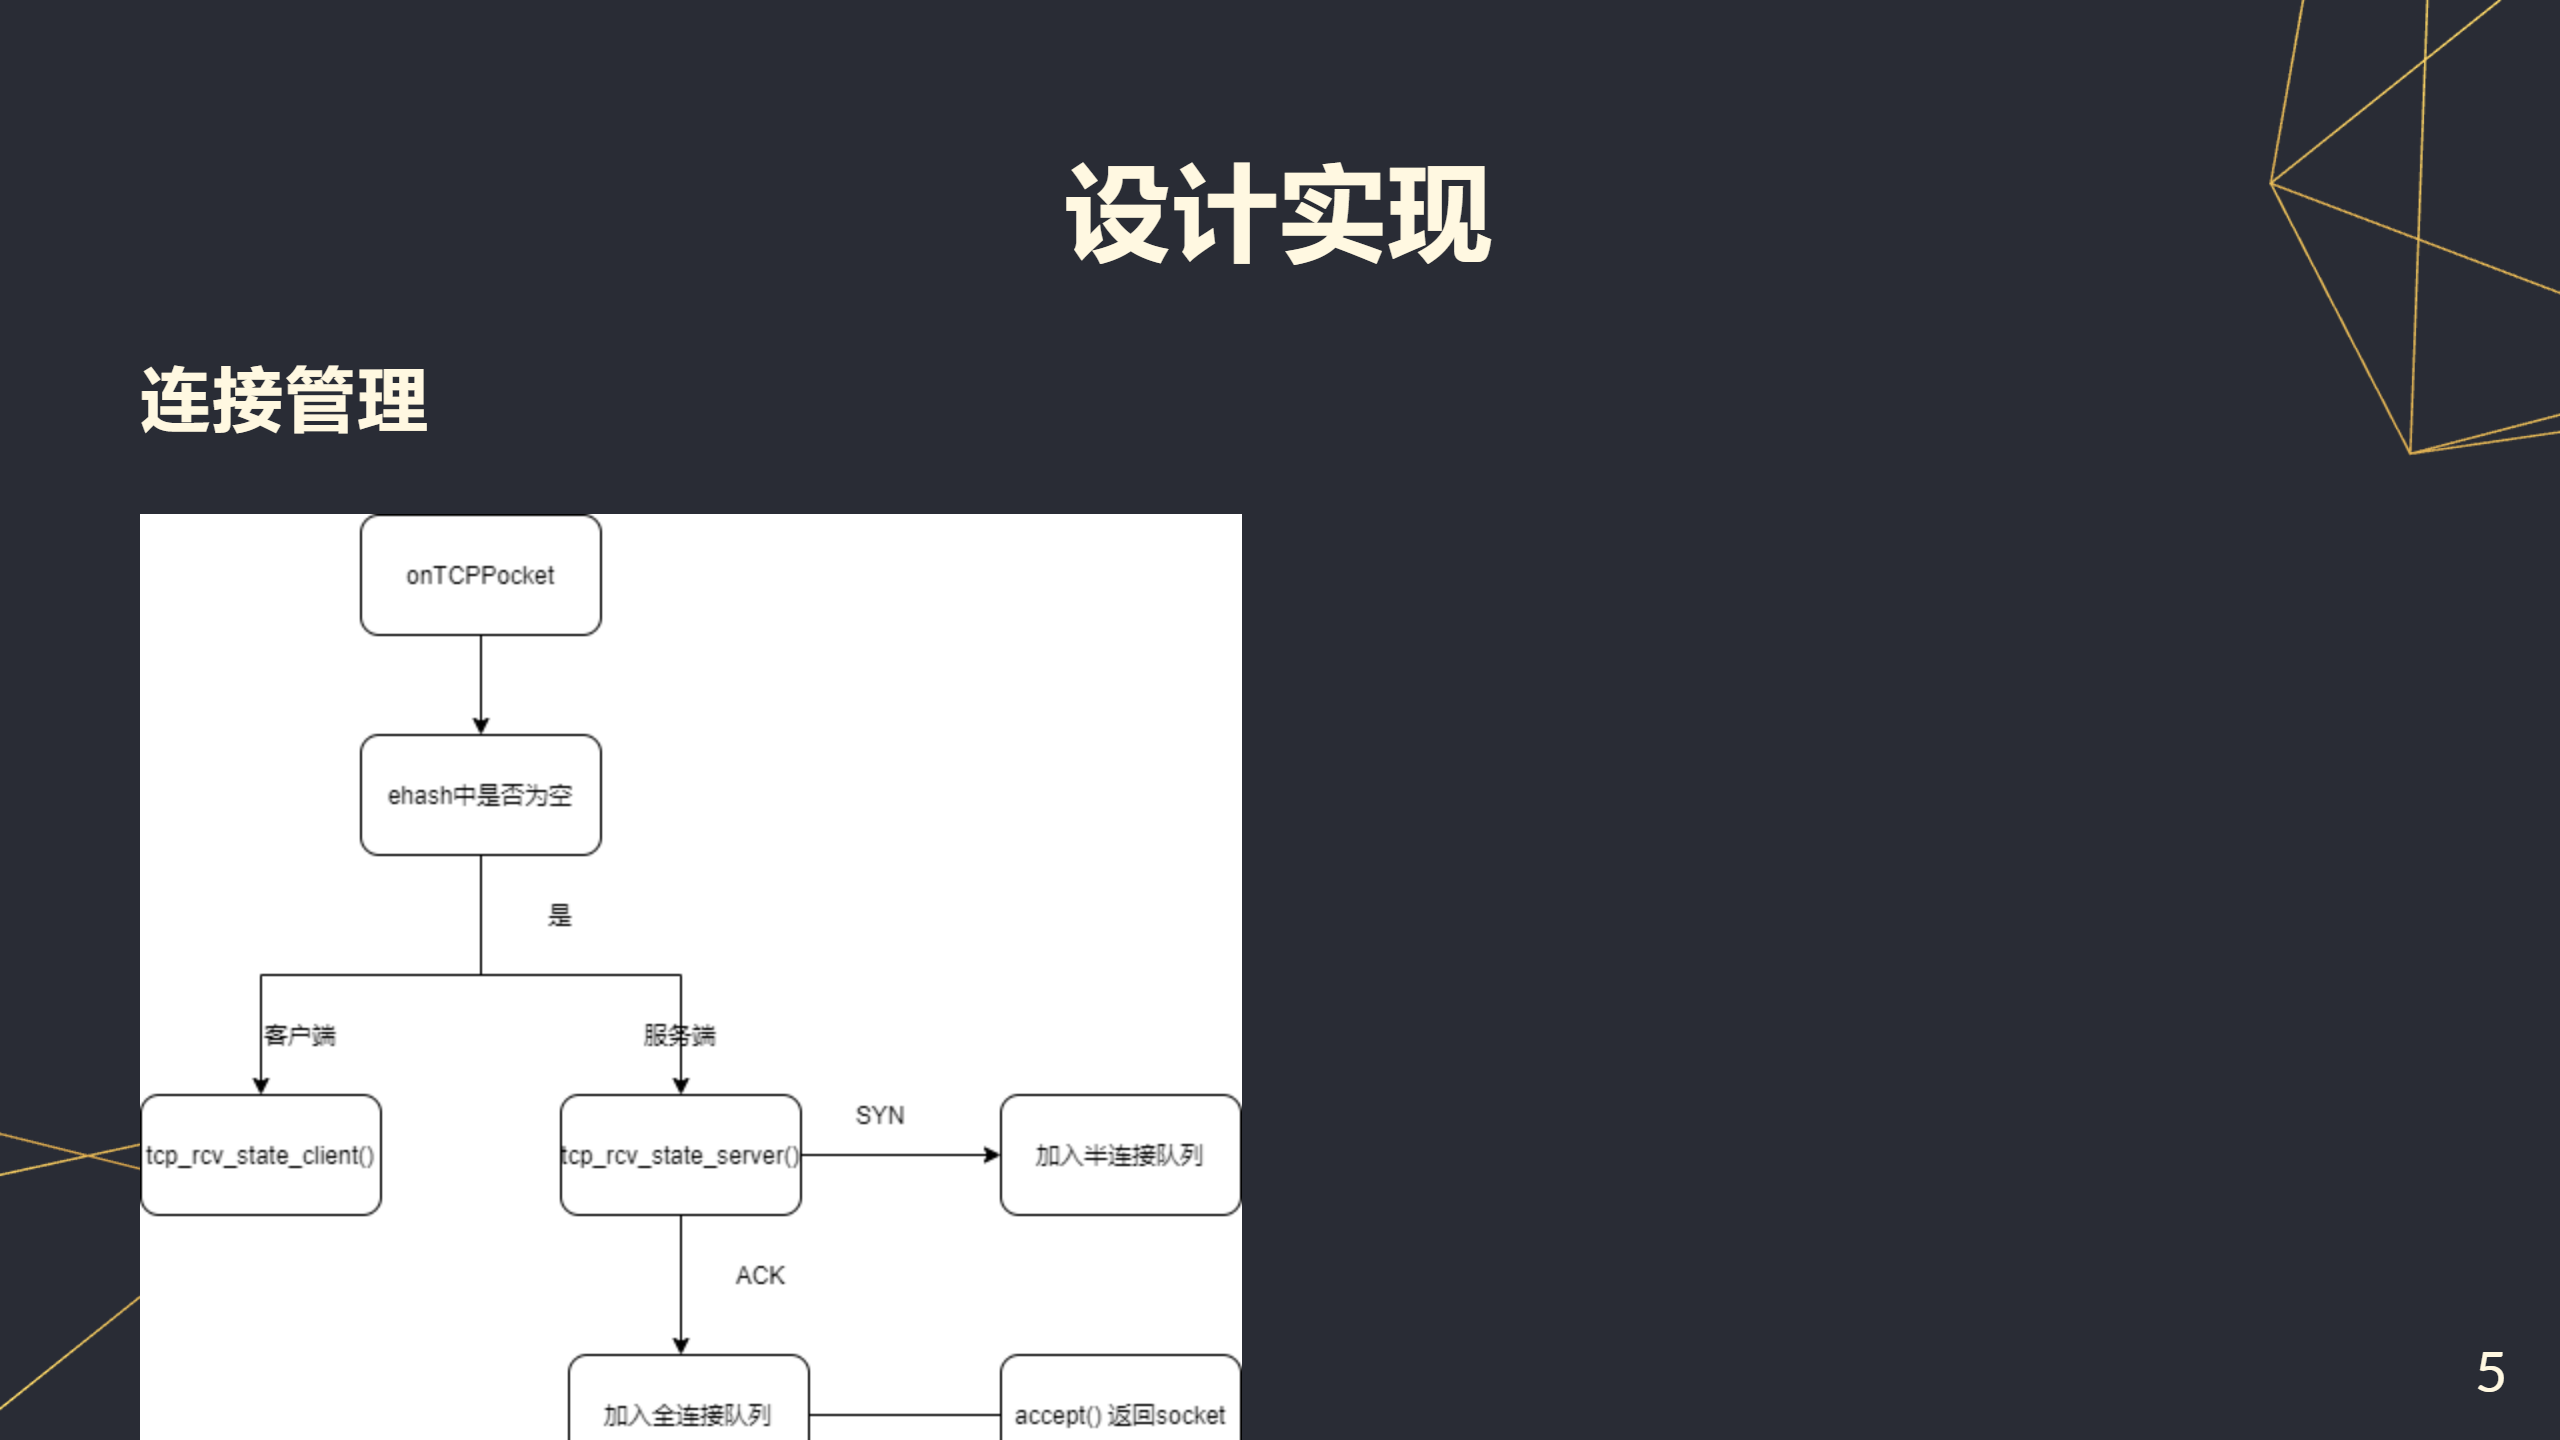 设计实现
连接管理
onTCPPocket
ehash中是否为空
是
客户端
服务端
tcp_rcv_state_client()
tcp_rcv_state_server()
SYN
加入半连接队列
ACK
加入全连接队列
accept() 返回socket
5